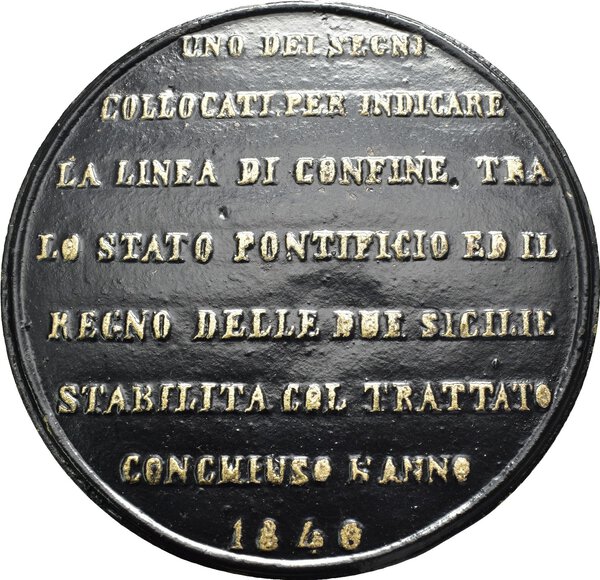 UNO DEI SEGNI
COLLOCATI PER INDICARE
LA LINEA DI CONFINE, TRA
LO STATO PONTIFICIO ED IL
REGNO DELLE DUE SICILIE
STABILITA COL TRATTATO
CONCHIUSO L'ANNO
1840